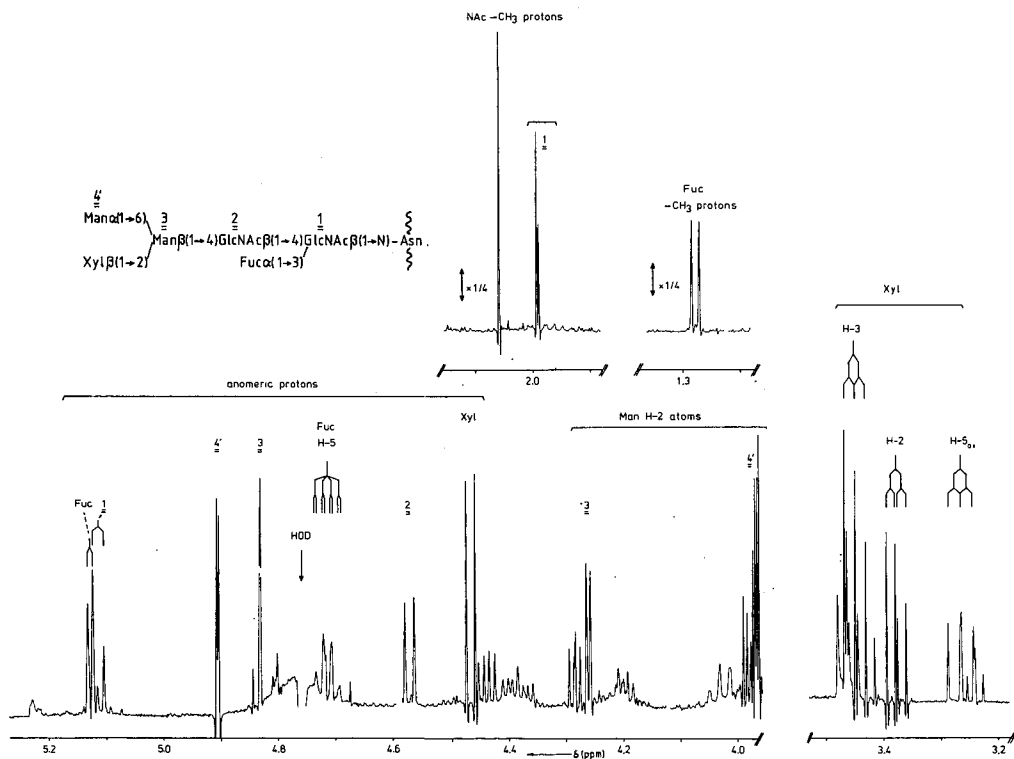 NAc -CH₃ protons
1
Fuc
-CH₃ protons
4'
Manα(1→6)
3
2
1
Manβ(1→4)GlcNAcβ(1→4)GlcNAcβ(1→N)-Asn
Xylβ(1→2)
Fucα(1→3)
×1/4
×1/4
2.0
1.3
Xyl
H-3
H-2
anomeric protons
Xyl
Man H-2 atoms
4'
3
Fuc
H-5
2
3
4'
Fuc
1
HOD
5.2
5.0
4.8
4.6
4.4
4.2
4.0
3.4
3.2
δ(ppm)